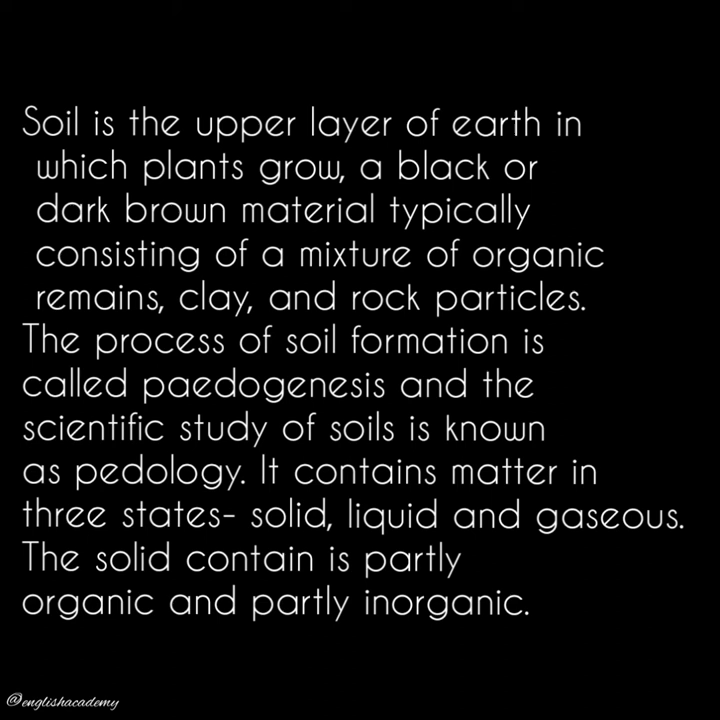 Soil is the upper layer of earth in
which plants grow, a black or
dark brown material typically
consisting of a mixture of organic
remains, clay, and rock particles.
The process of soil formation is
called paedogenesis and the
scientific study of soils is known
as pedology. It contains matter in
three states- solid, liquid and gaseous.
The solid contain is partly
organic and partly inorganic.
@englishacademy